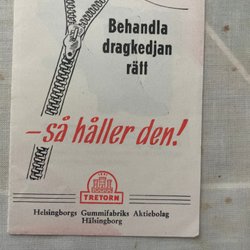 Behandla
dragkedjan
rätt
– så håller den!
TRETORN
Helsingborgs Gummifabriks Aktiebolag
Hälsingborg